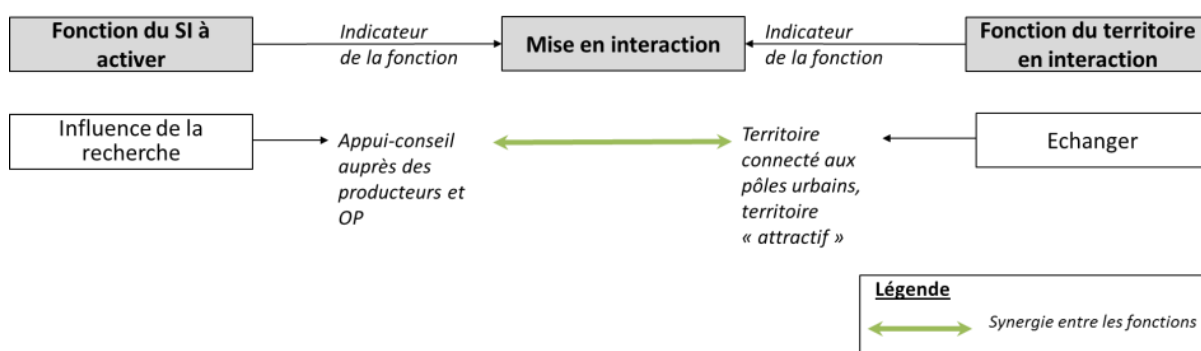 Fonction du SI à
activer
Indicateur
de la fonction
Mise en interaction
Indicateur
de la fonction
Fonction du territoire
en interaction
Influence de la
recherche
Appui-conseil
auprès des
producteurs et
OP
Territoire
connecté aux
pôles urbains,
territoire
« attractif »
Echanger
Légende
Synergie entre les fonctions